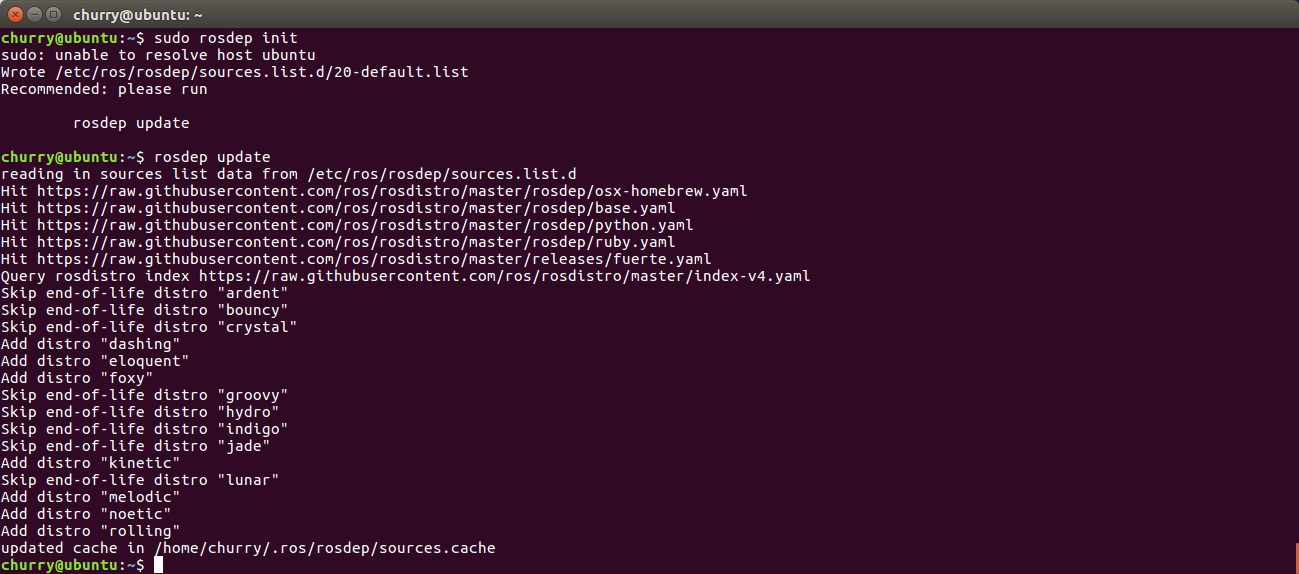 churry@ubuntu: ~
churry@ubuntu:~$ sudo rosdep init
sudo: unable to resolve host ubuntu
Wrote /etc/ros/rosdep/sources.list.d/20-default.list
Recommended: please run
rosdep update
churry@ubuntu:~$ rosdep update
reading in sources list data from /etc/ros/rosdep/sources.list.d
Hit https://raw.githubusercontent.com/ros/rosdistro/master/rosdep/osx-homebrew.yaml
Hit https://raw.githubusercontent.com/ros/rosdistro/master/rosdep/base.yaml
Hit https://raw.githubusercontent.com/ros/rosdistro/master/rosdep/python.yaml
Hit https://raw.githubusercontent.com/ros/rosdistro/master/rosdep/ruby.yaml
Hit https://raw.githubusercontent.com/ros/rosdistro/master/releases/fuerte.yaml
Query rosdistro index https://raw.githubusercontent.com/ros/rosdistro/master/index-v4.yaml
Skip end-of-life distro "ardent"
Skip end-of-life distro "bouncy"
Skip end-of-life distro "crystal"
Add distro "dashing"
Add distro "eloquent"
Add distro "foxy"
Skip end-of-life distro "groovy"
Skip end-of-life distro "hydro"
Skip end-of-life distro "indigo"
Skip end-of-life distro "jade"
Add distro "kinetic"
Skip end-of-life distro "lunar"
Add distro "melodic"
Add distro "noetic"
Add distro "rolling"
updated cache in /home/churry/.ros/rosdep/sources.cache
churry@ubuntu:~$